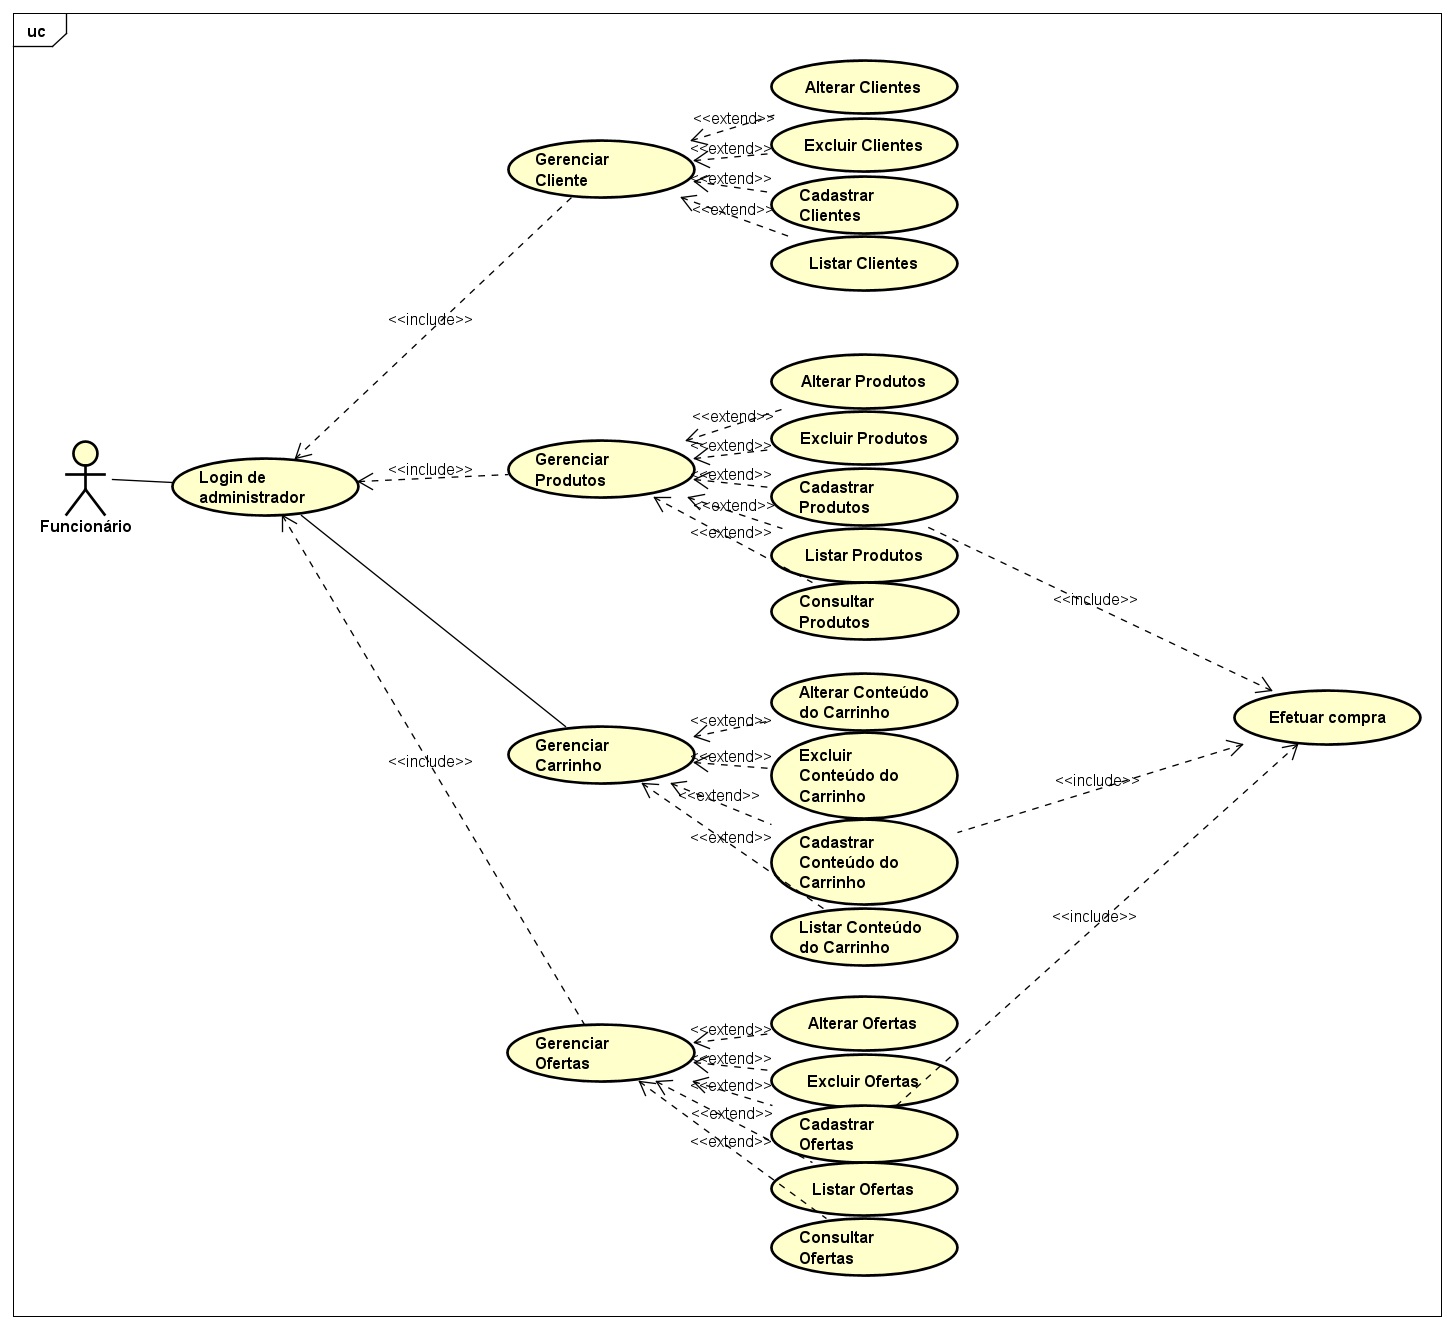 uc
Alterar Clientes
<<extend>>
Excluir Clientes
<<extend>>
Gerenciar
Cliente
<<extend>>
Cadastrar
Clientes
<<extend>>
Listar Clientes
<<include>>
Alterar Produtos
<<extend>>
Excluir Produtos
<<extend>>
Gerenciar
Produtos
<<include>>
<<extend>>
Cadastrar
Produtos
Login de
administrador
Funcionário
<<extend>>
<<extend>>
Listar Produtos
Consultar
Produtos
<<include>>
Alterar Conteúdo
do Carrinho
<<extend>>
Efetuar compra
Gerenciar
Carrinho
<<extend>>
Excluir
Conteúdo do
Carrinho
<<include>>
<<include>>
<<extend>>
<<extend>>
Cadastrar
Conteúdo do
Carrinho
Listar Conteúdo
do Carrinho
<<include>>
Alterar Ofertas
<<extend>>
Gerenciar
Ofertas
<<extend>>
Excluir Ofertas
<<extend>>
<<extend>>
Cadastrar
Ofertas
<<extend>>
Listar Ofertas
Consultar
Ofertas